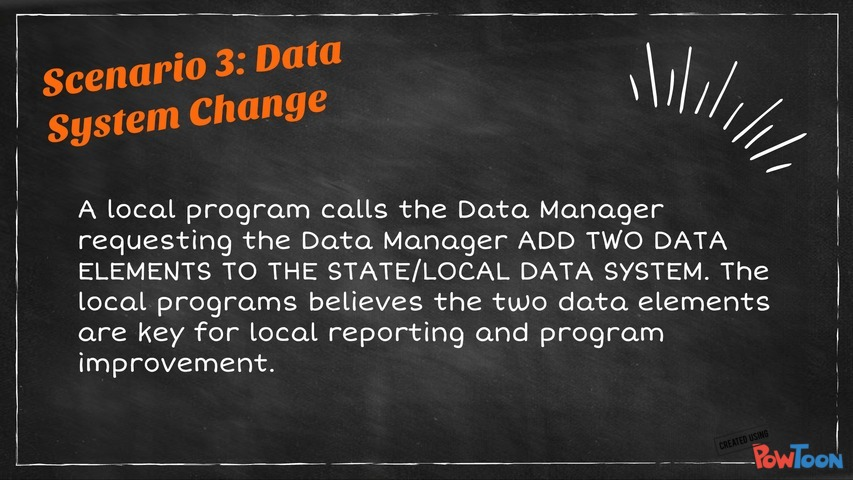 Scenario 3: Data
System Change
A local program calls the Data Manager
requesting the Data Manager ADD TWO DATA
ELEMENTS TO THE STATE/LOCAL DATA SYSTEM. The
local programs believes the two data elements
are key for local reporting and program
improvement.
CREATED USING
POWTOON